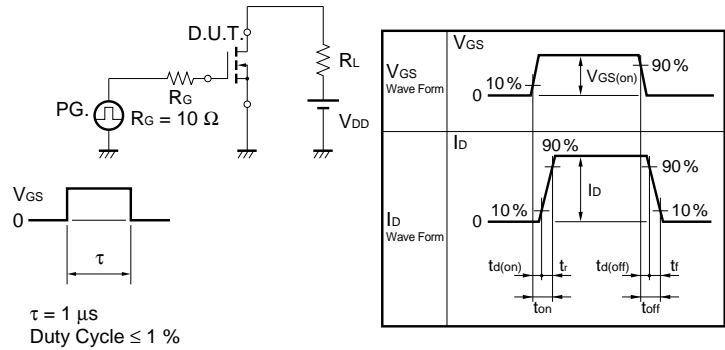 D.U.T.
RL
PG.
RG
RG = 10 Ω
VDD
VGS
0
τ
τ = 1 μs
Duty Cycle ≤ 1 %
VGS
Wave Form
VGS
10 %
0
VGS(on)
90 %
ID
Wave Form
ID
90 %
90 %
10 %
0
ID
10 %
td(on)
tr
td(off)
tf
ton
toff